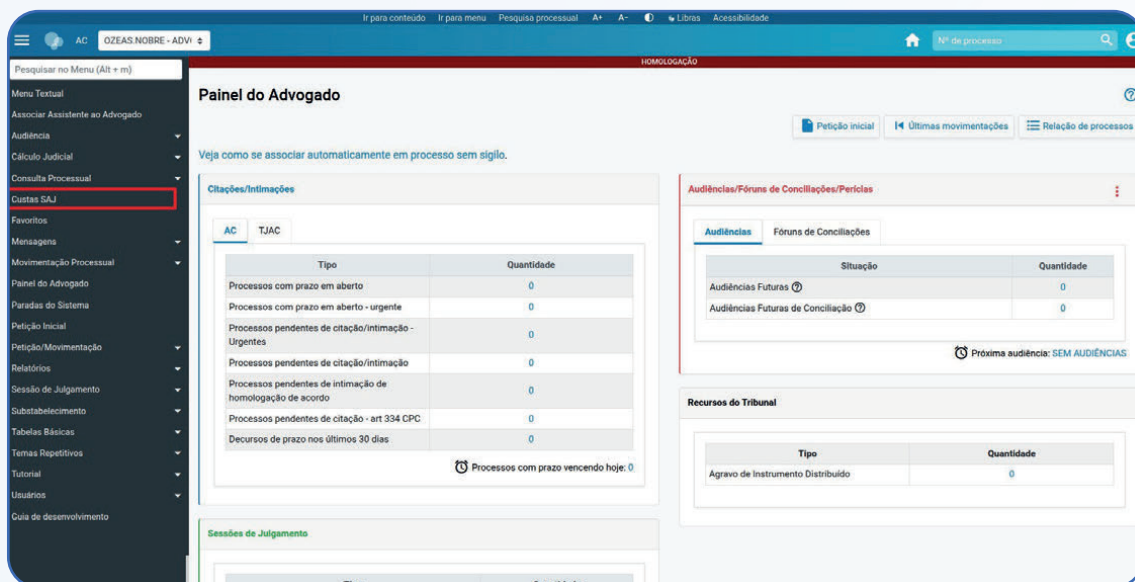 Ir para conteúdo Ir para menu Pesquisa processual A+ A- Libras Acessibilidade
AC OZEAS.NOBRE - ADV Nº de processo
HOMOLOGAÇÃO
Pesquisar no Menu (Alt + m)
Menu Textual
Associar Assistente ao Advogado
Audiência
Cálculo Judicial
Consulta Processual
Custas SAJ
Favoritos
Mensagens
Movimentação Processual
Painel do Advogado
Paradas do Sistema
Petição Inicial
Petição/Movimentação
Relatórios
Sessão de Julgamento
Substabelecimento
Tabelas Básicas
Temas Repetitivos
Tutorial
Usuários
Guia de desenvolvimento
Painel do Advogado
Petição inicial Últimas movimentações Relação de processos
Veja como se associar automaticamente em processo sem sigilo.
Citações/Intimações
AC TJAC
Tipo Quantidade
Processos com prazo em aberto 0
Processos com prazo em aberto - urgente 0
Processos pendentes de citação/intimação -
Urgentes 0
Processos pendentes de citação/intimação 0
Processos pendentes de intimação de
homologação de acordo 0
Processos pendentes de citação - art 334 CPC 0
Decursos de prazo nos últimos 30 dias 0
Processos com prazo vencendo hoje: 0
Sessões de Julgamento
Audiências/Fóruns de Conciliações/Perícias
Audiências Fóruns de Conciliações
Situação Quantidade
Audiências Futuras 0
Audiências Futuras de Conciliação 0
Próxima audiência: SEM AUDIÊNCIAS
Recursos do Tribunal
Tipo Quantidade
Agravo de Instrumento Distribuído 0